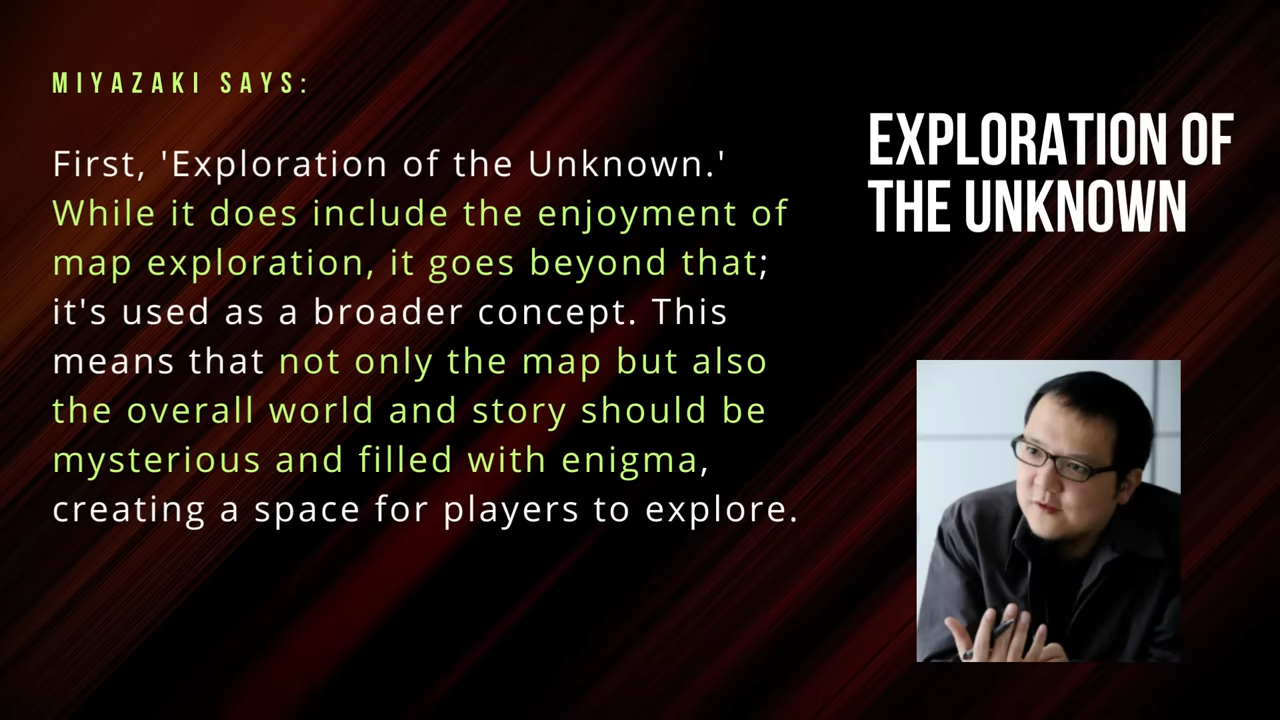 MIYAZAKI SAYS:
First, 'Exploration of the Unknown.'
While it does include the enjoyment of
map exploration, it goes beyond that;
it's used as a broader concept. This
means that not only the map but also
the overall world and story should be
mysterious and filled with enigma,
creating a space for players to explore.
EXPLORATION OF
THE UNKNOWN